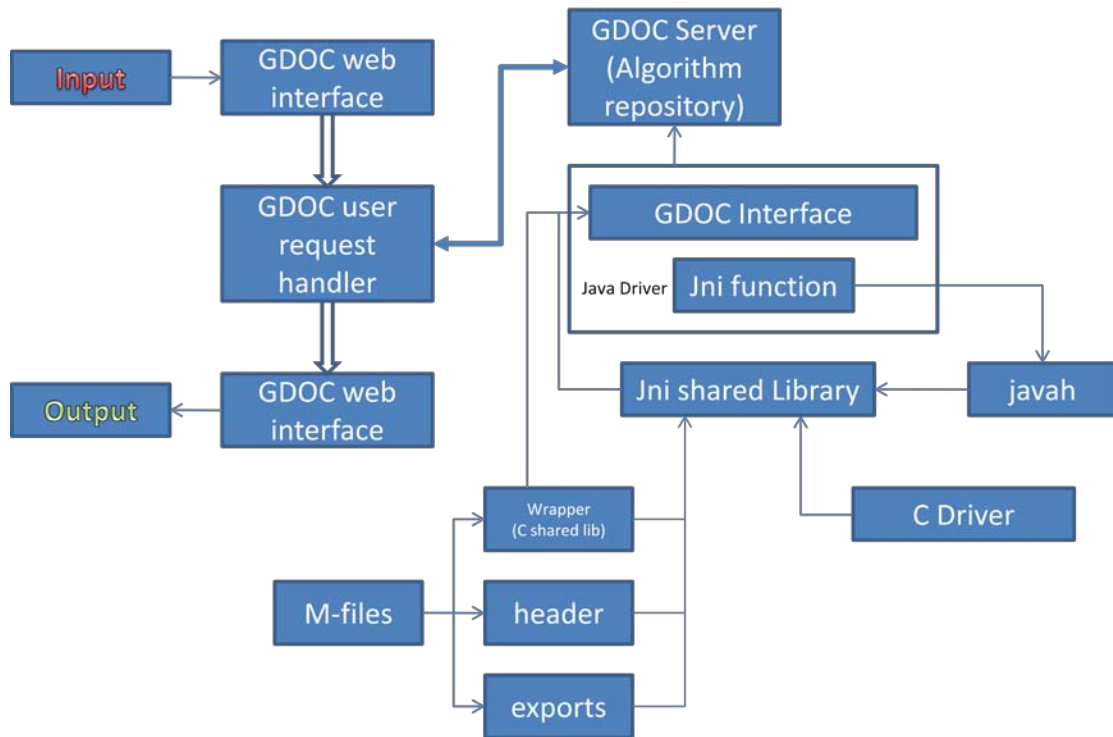 Input
GDOC web
interface
GDOC Server
(Algorithm
repository)
GDOC user
request
handler
GDOC Interface
Java Driver
Jni function
Output
GDOC web
interface
Jni shared Library
javah
Wrapper
(C shared lib)
C Driver
M-files
header
exports